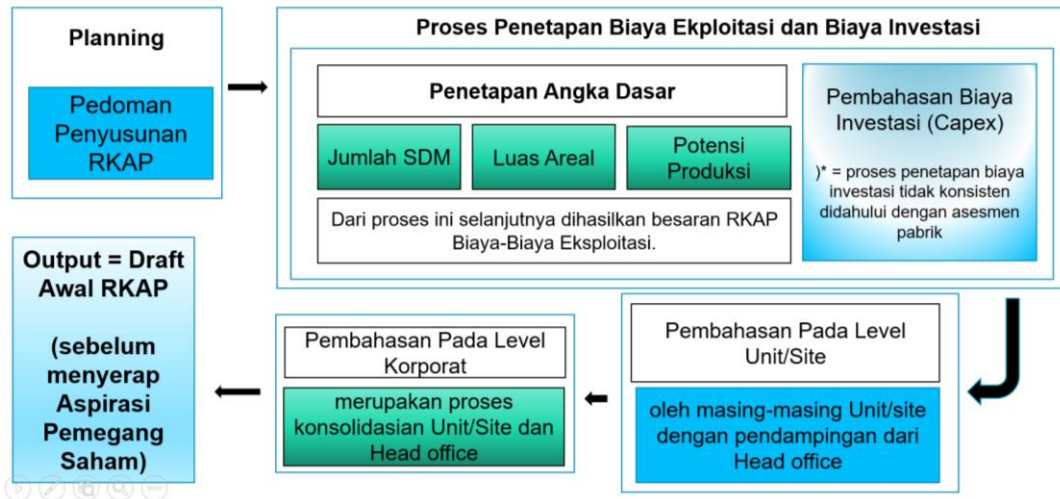 Planning
Pedoman
Penyusunan
RKAP
Proses Penetapan Biaya Ekploitasi dan Biaya Investasi
Penetapan Angka Dasar
Jumlah SDM
Luas Areal
Potensi
Produksi
Dari proses ini selanjutnya dihasilkan besaran RKAP
Biaya-Biaya Eksploitasi.
Pembahasan Biaya
Investasi (Capex)
)* = proses penetapan biaya
investasi tidak konsisten
didahului dengan asesmen
pabrik
Pembahasan Pada Level
Unit/Site
oleh masing-masing Unit/site
dengan pendampingan dari
Head office
Pembahasan Pada Level
Korporat
merupakan proses
konsolidasian Unit/Site dan
Head office
Output = Draft
Awal RKAP
(sebelum
menyerap
Aspirasi
Pemegang
Saham)